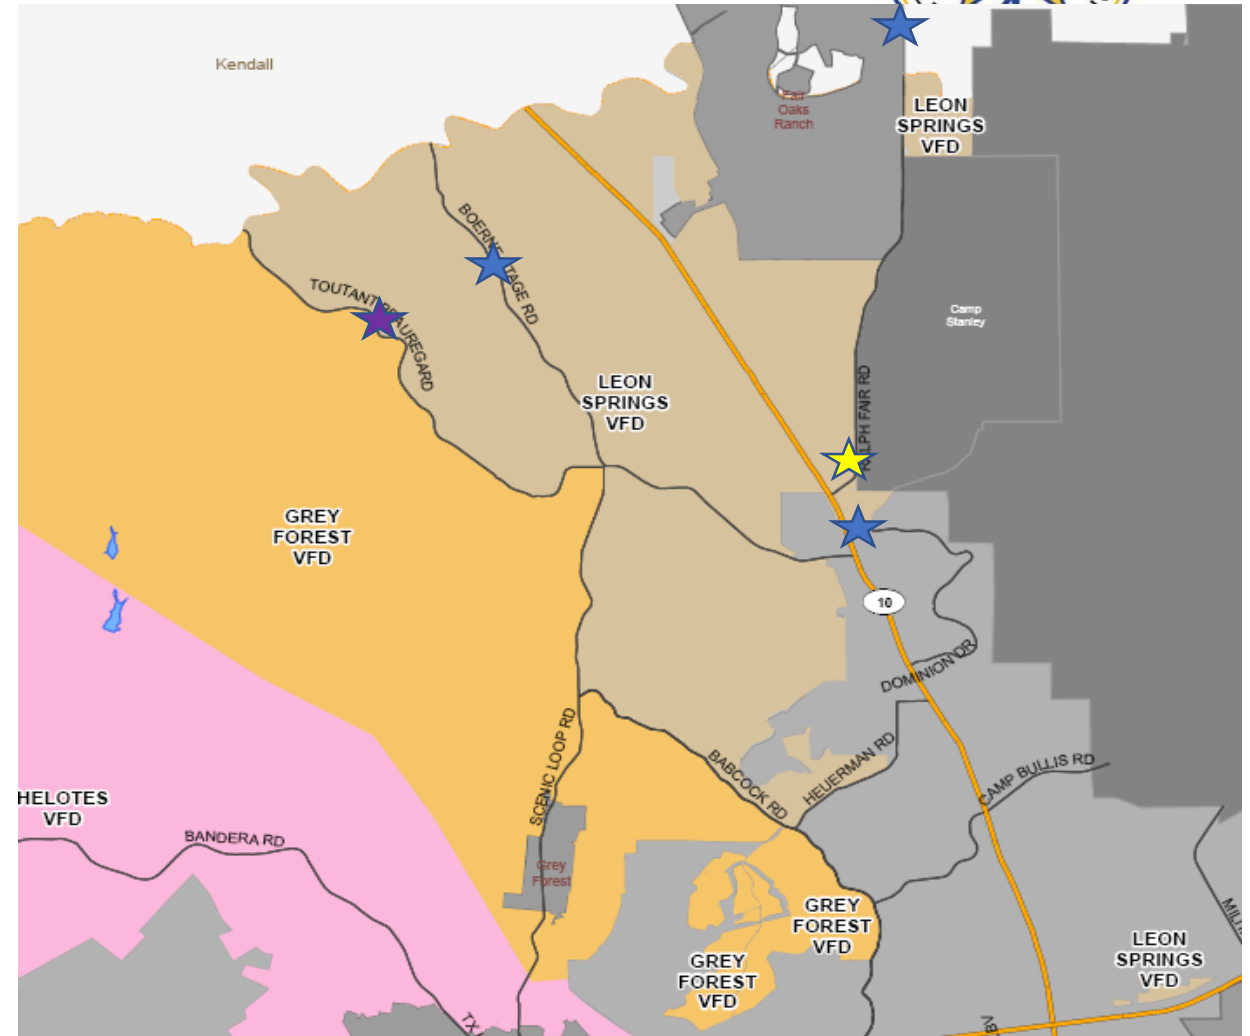 Kendall
Fair
Oaks
Ranch
LEON
SPRINGS
VFD
BOERNE STAGE RD
TOUTANT BEAUREGARD
Camp
Stanley
RALPH FAIR RD
LEON
SPRINGS
VFD
GREY
FOREST
VFD
10
DOMINION DR
SCENIC LOOP RD
BABCOCK RD
HEUERMAN RD
CAMP BULLIS RD
HELOTES
VFD
BANDERA RD
Grey
Forest
GREY
FOREST
VFD
GREY
FOREST
VFD
LEON
SPRINGS
VFD